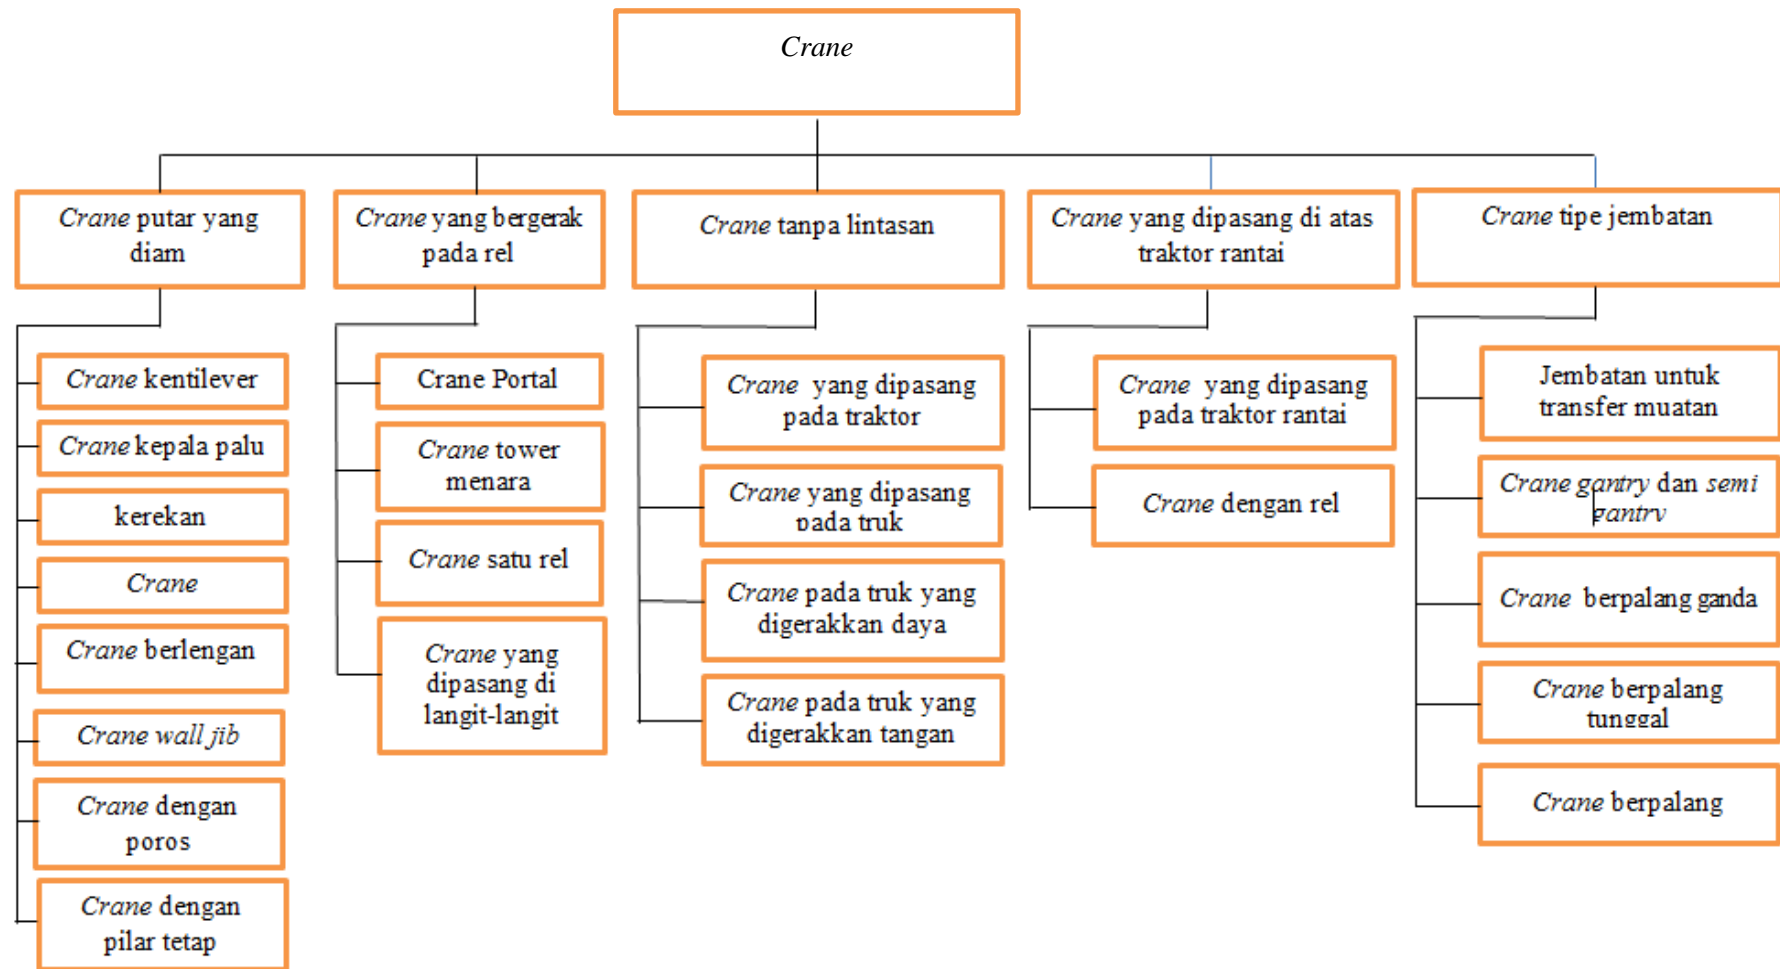 Crane
Crane putar yang
diam
Crane yang bergerak
pada rel
Crane tanpa lintasan
Crane yang dipasang di atas
traktor rantai
Crane tipe jembatan
Crane kentilever
Crane kepala palu
kerekan
Crane
Crane berlengan
Crane wall jib
Crane dengan
poros
Crane dengan
pilar tetap
Crane Portal
Crane tower
menara
Crane satu rel
Crane yang
dipasang di
langit-langit
Crane yang dipasang
pada traktor
Crane yang dipasang
pada truk
Crane pada truk yang
digerakkan daya
Crane pada truk yang
digerakkan tangan
Crane yang dipasang
pada traktor rantai
Crane dengan rel
Jembatan untuk
transfer muatan
Crane gantry dan semi
gantry
Crane berpalang ganda
Crane berpalang
tunggal
Crane berpalang